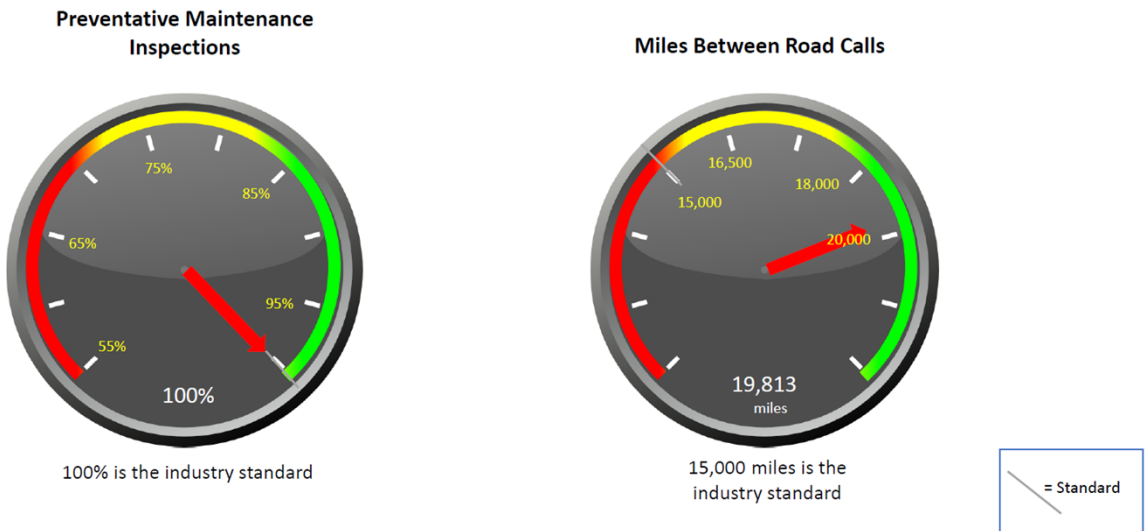 Preventative Maintenance
Inspections
55%
65%
75%
85%
95%
100%
100% is the industry standard
Miles Between Road Calls
15,000
16,500
18,000
20,000
19,813
miles
15,000 miles is the
industry standard
= Standard